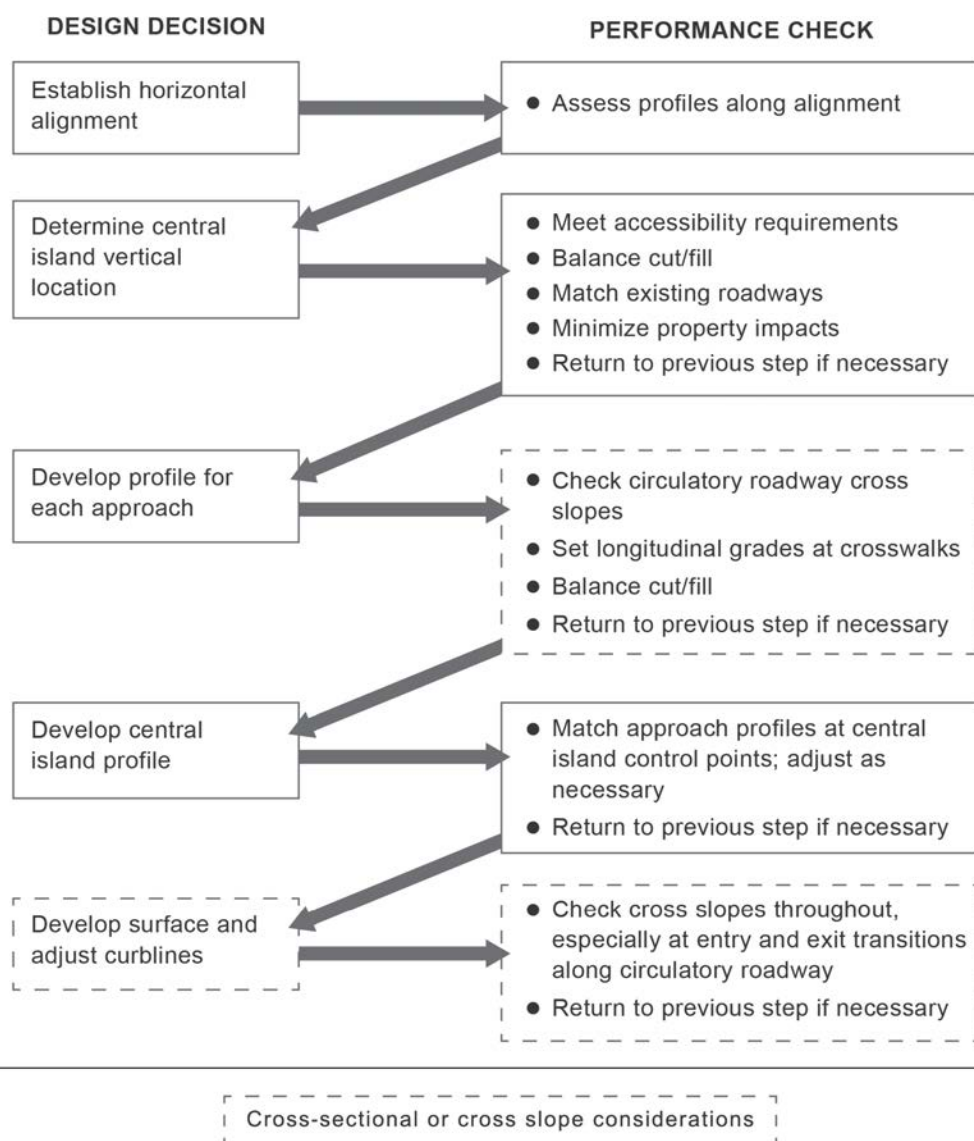 DESIGN DECISION
PERFORMANCE CHECK
Establish horizontal
alignment
● Assess profiles along alignment
Determine central
island vertical
location
● Meet accessibility requirements
● Balance cut/fill
● Match existing roadways
● Minimize property impacts
● Return to previous step if necessary
Develop profile for
each approach
● Check circulatory roadway cross
slopes
● Set longitudinal grades at crosswalks
● Balance cut/fill
● Return to previous step if necessary
Develop central
island profile
● Match approach profiles at central
island control points; adjust as
necessary
● Return to previous step if necessary
Develop surface and
adjust curblines
● Check cross slopes throughout,
especially at entry and exit transitions
along circulatory roadway
● Return to previous step if necessary
Cross-sectional or cross slope considerations